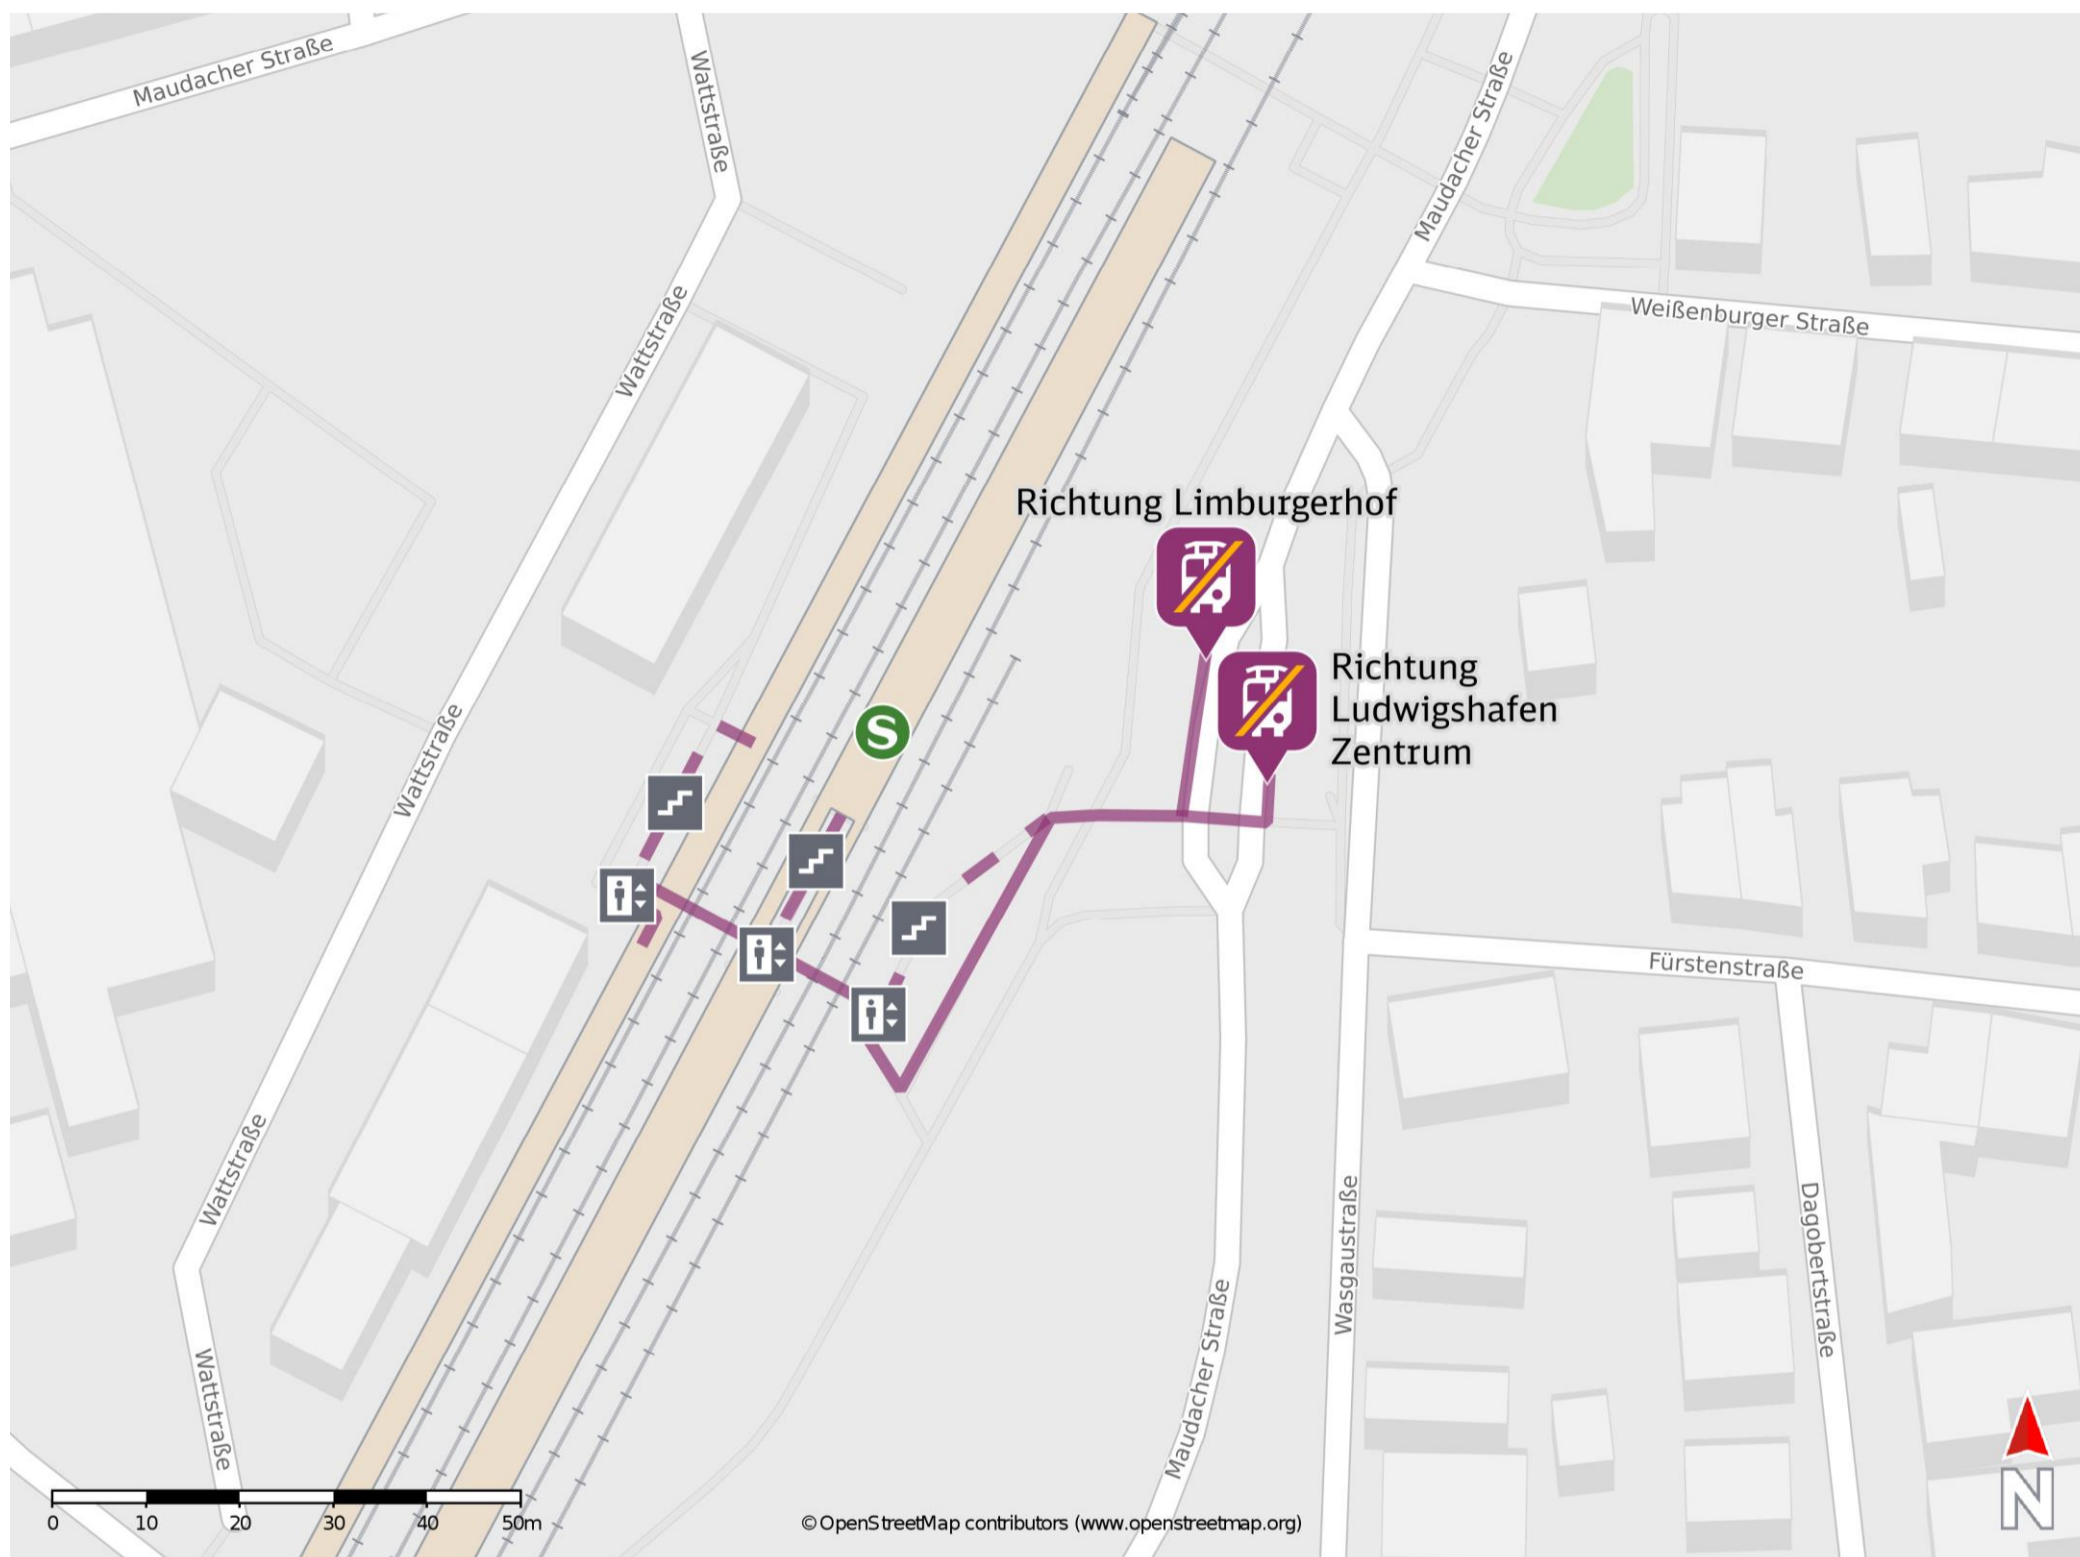 Maudacher Straße
Wattstraße
Maudacher Straße
Wattstraße
Weißenburger Straße
Richtung Limburgerhof
Richtung
Ludwigshafen
Zentrum
S
Wattstraße
Fürstenstraße
Wattstraße
Wasgaustraße
Dagobertstraße
Maudacher Straße
Wattstraße
0 10 20 30 40 50m
©OpenStreetMap contributors (www.openstreetmap.org)
N